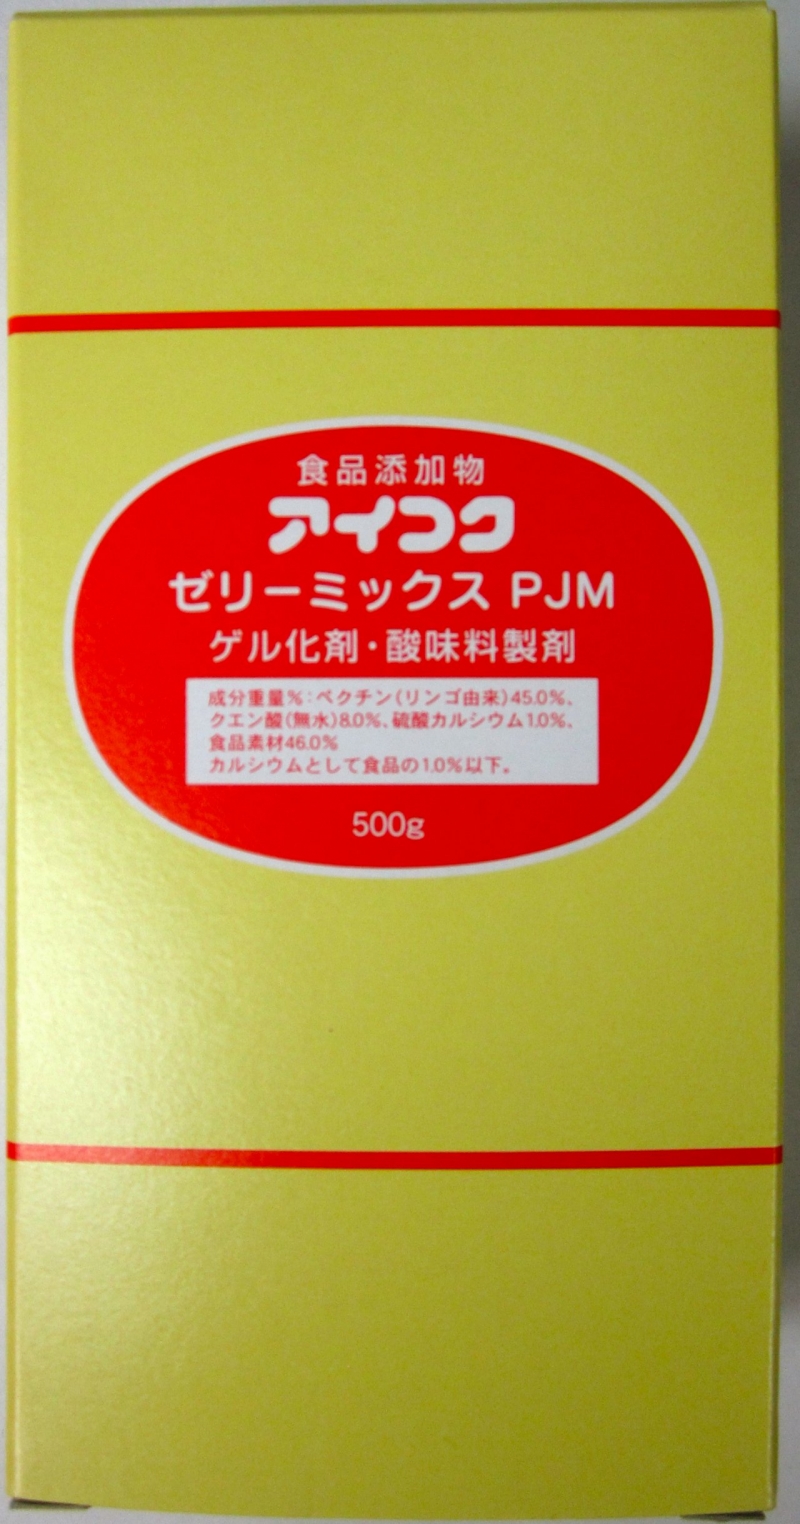 食品添加物
アイコク
ゼリーミックス PJM
ゲル化剤・酸味料製剤
成分重量％：ペクチン（リンゴ由来）45.0％、
クエン酸（無水）8.0％、硫酸カルシウム1.0％、
食品素材46.0％
カルシウムとして食品の1.0％以下。
500g